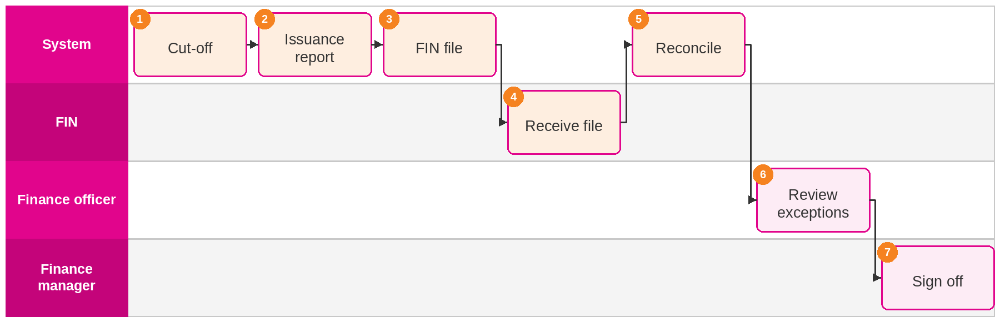 System
1
Cut-off
2
Issuance
report
3
FIN file
5
Reconcile
FIN
4
Receive file
Finance officer
6
Review
exceptions
Finance
manager
7
Sign off